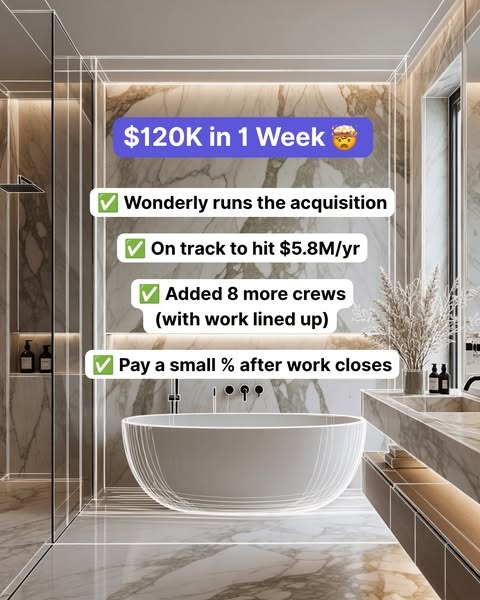 $120K in 1 Week 🤯
✅ Wonderly runs the acquisition
✅ On track to hit $5.8M/yr
✅ Added 8 more crews
(with work lined up)
✅ Pay a small % after work closes